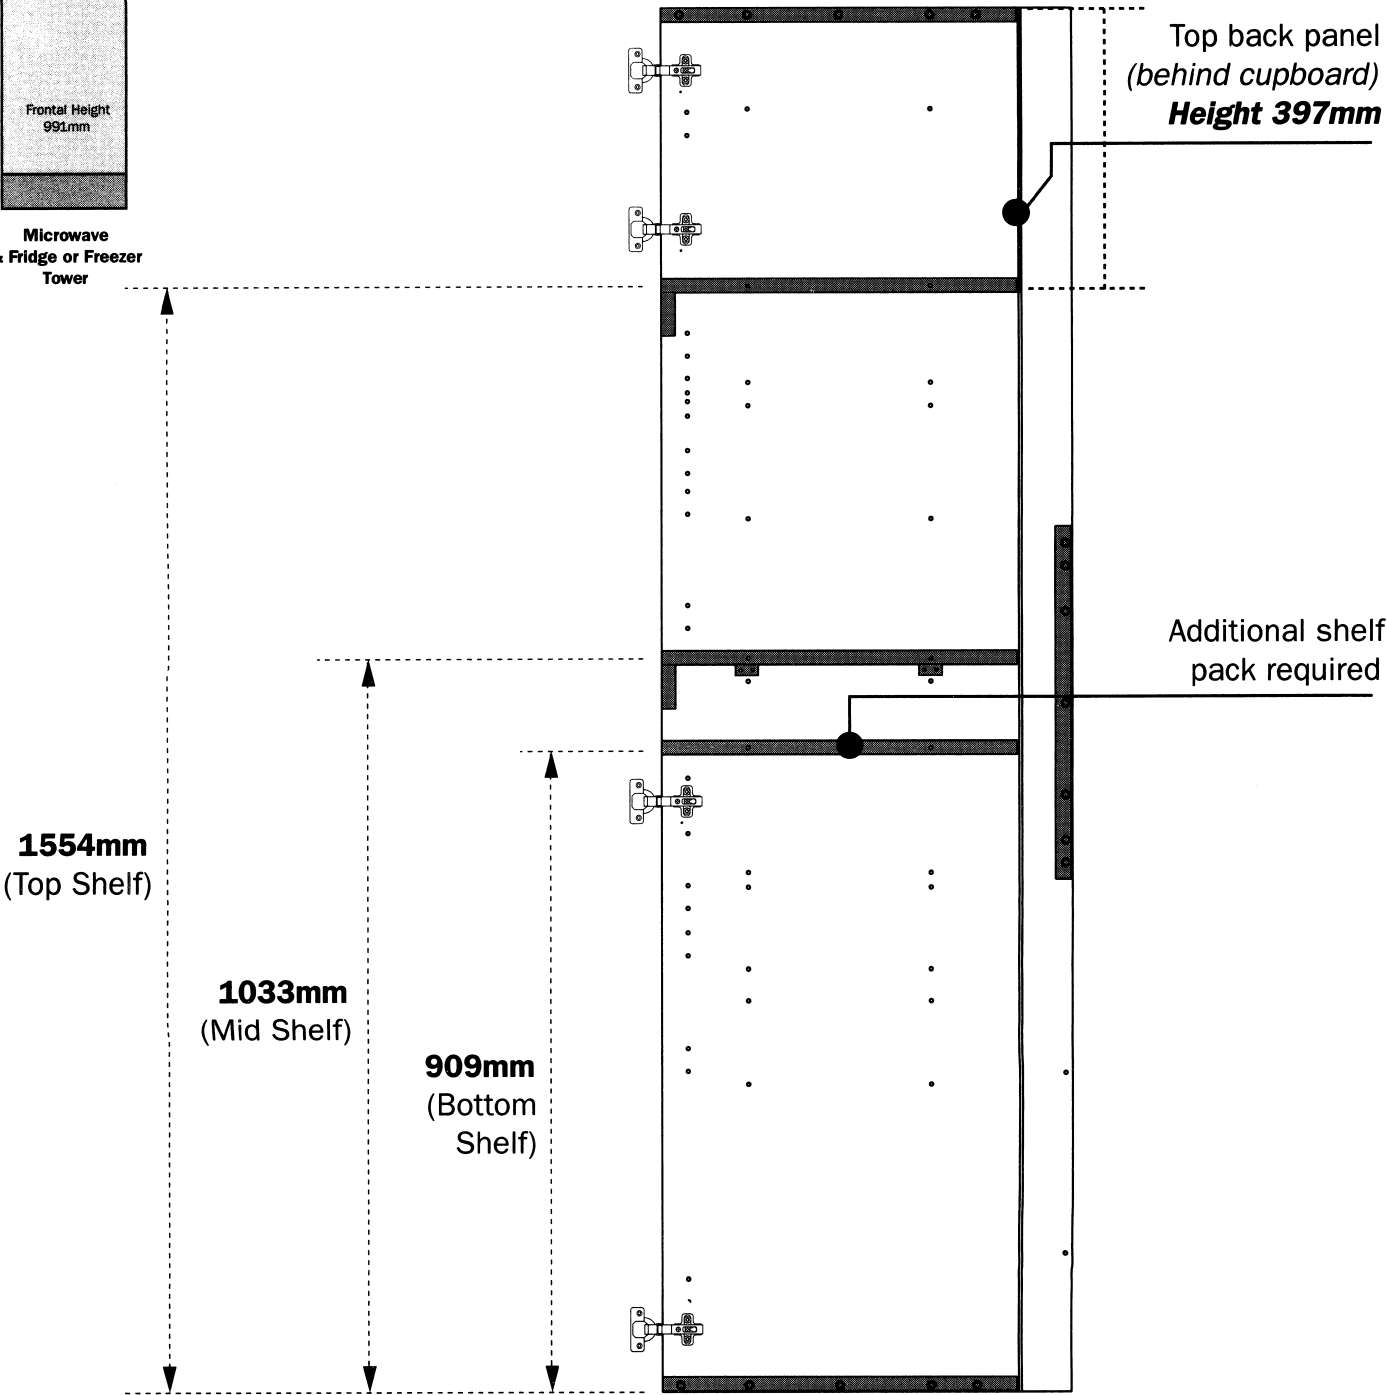 Frontal Height
991mm
Microwave
& Fridge or Freezer
Tower
Top back panel
(behind cupboard)
Height 397mm
Additional shelf
pack required
1554mm
(Top Shelf)
1033mm
(Mid Shelf)
909mm
(Bottom
Shelf)